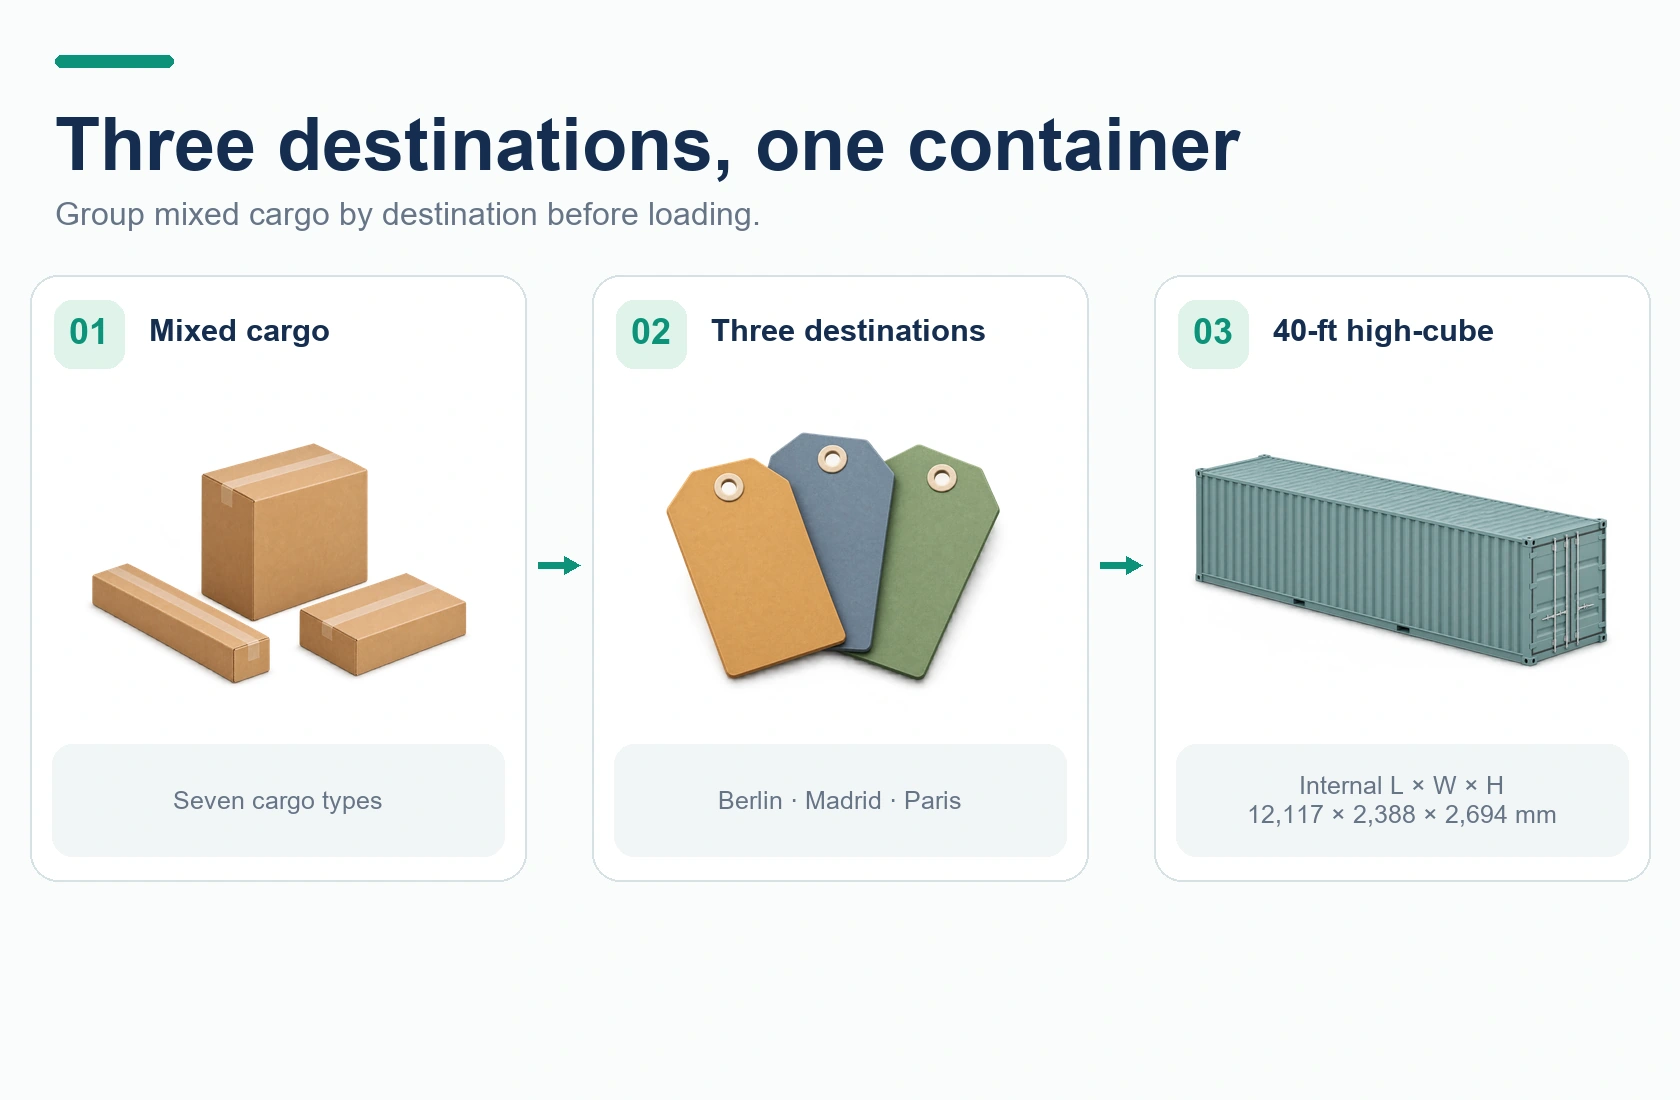 Three destinations, one container
Group mixed cargo by destination before loading.
01 Mixed cargo
Seven cargo types
02 Three destinations
Berlin · Madrid · Paris
03 40-ft high-cube
Internal L × W × H
12,117 × 2,388 × 2,694 mm